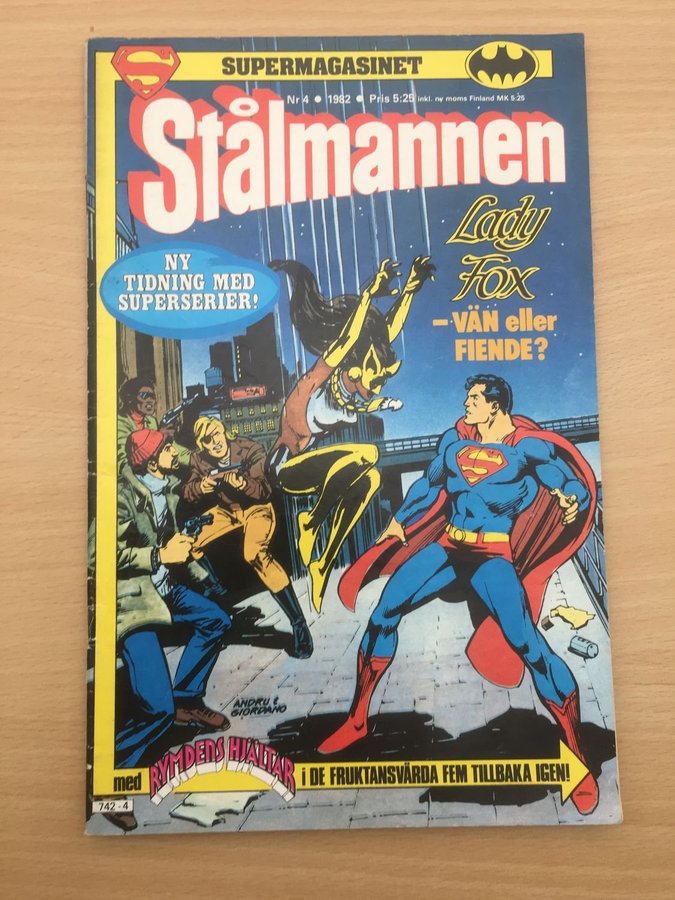 SUPERMAGASINET
Nr 4 • 1982 • Pris 5:25 inkl. ny moms Finland MK 5:25
Stålmannen
Lady
Fox
– VÄN eller
FIENDE?
NY
TIDNING MED
SUPERSERIER!
ANDRU &
GIORDANO
med RYMDENS HJÄLTAR i DE FRUKTANSVÄRDA FEM TILLBAKA IGEN!
742-4